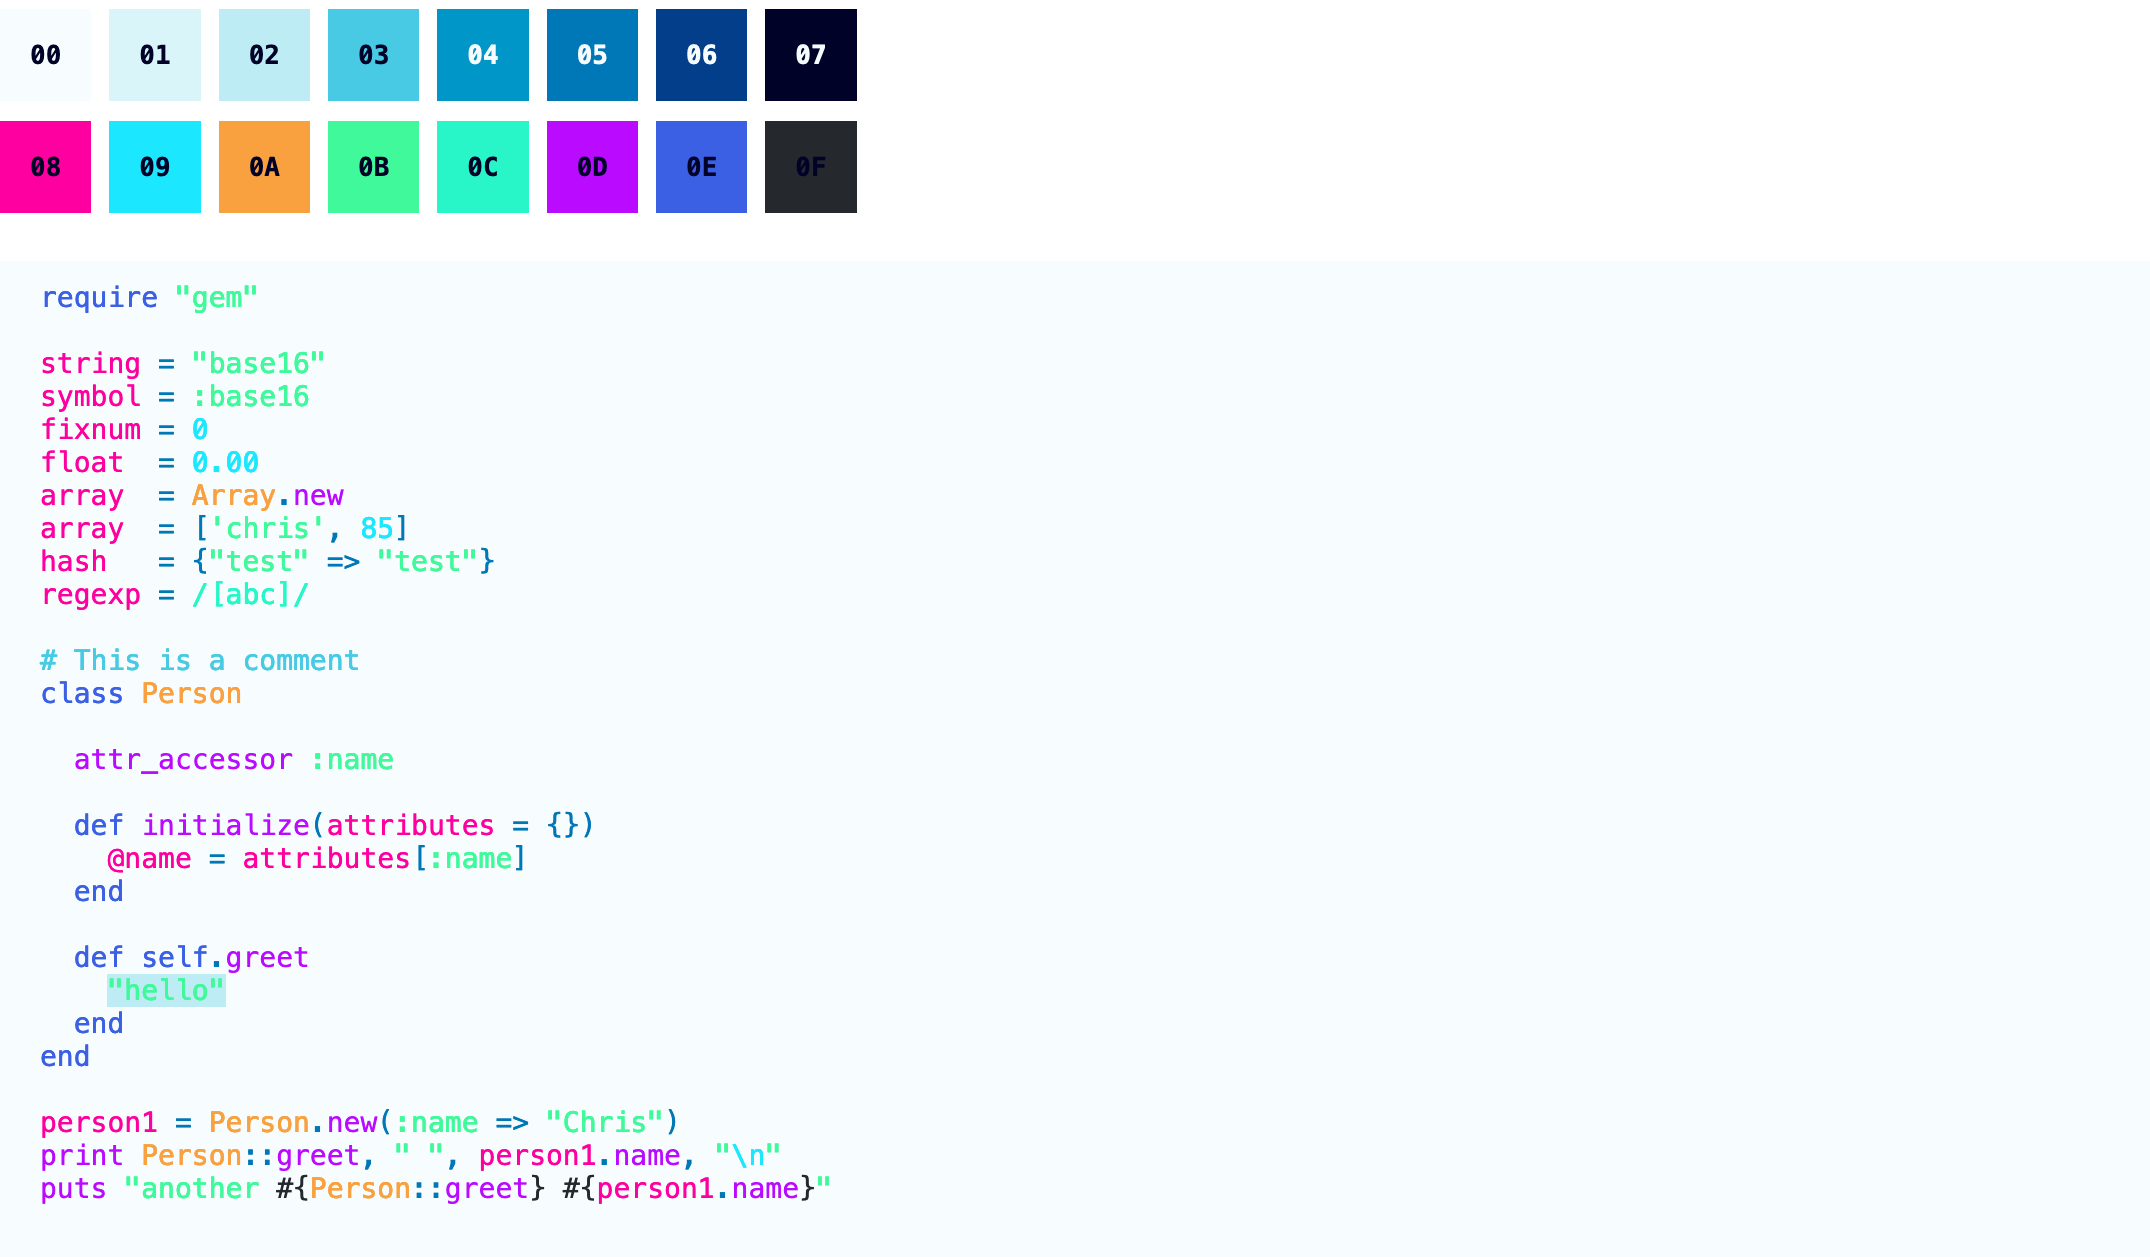 00 01 02 03 04 05 06 07
08 09 0A 0B 0C 0D 0E 0F
require "gem"
string = "base16"
symbol = :base16
fixnum = 0
float  = 0.00
array  = Array.new
array  = ['chris', 85]
hash   = {"test" => "test"}
regexp = /[abc]/
# This is a comment
class Person
  attr_accessor :name
  def initialize(attributes = {})
    @name = attributes[:name]
  end
  def self.greet
    "hello"
  end
end
person1 = Person.new(:name => "Chris")
print Person::greet, " ", person1.name, "\n"
puts "another #{Person::greet} #{person1.name}"